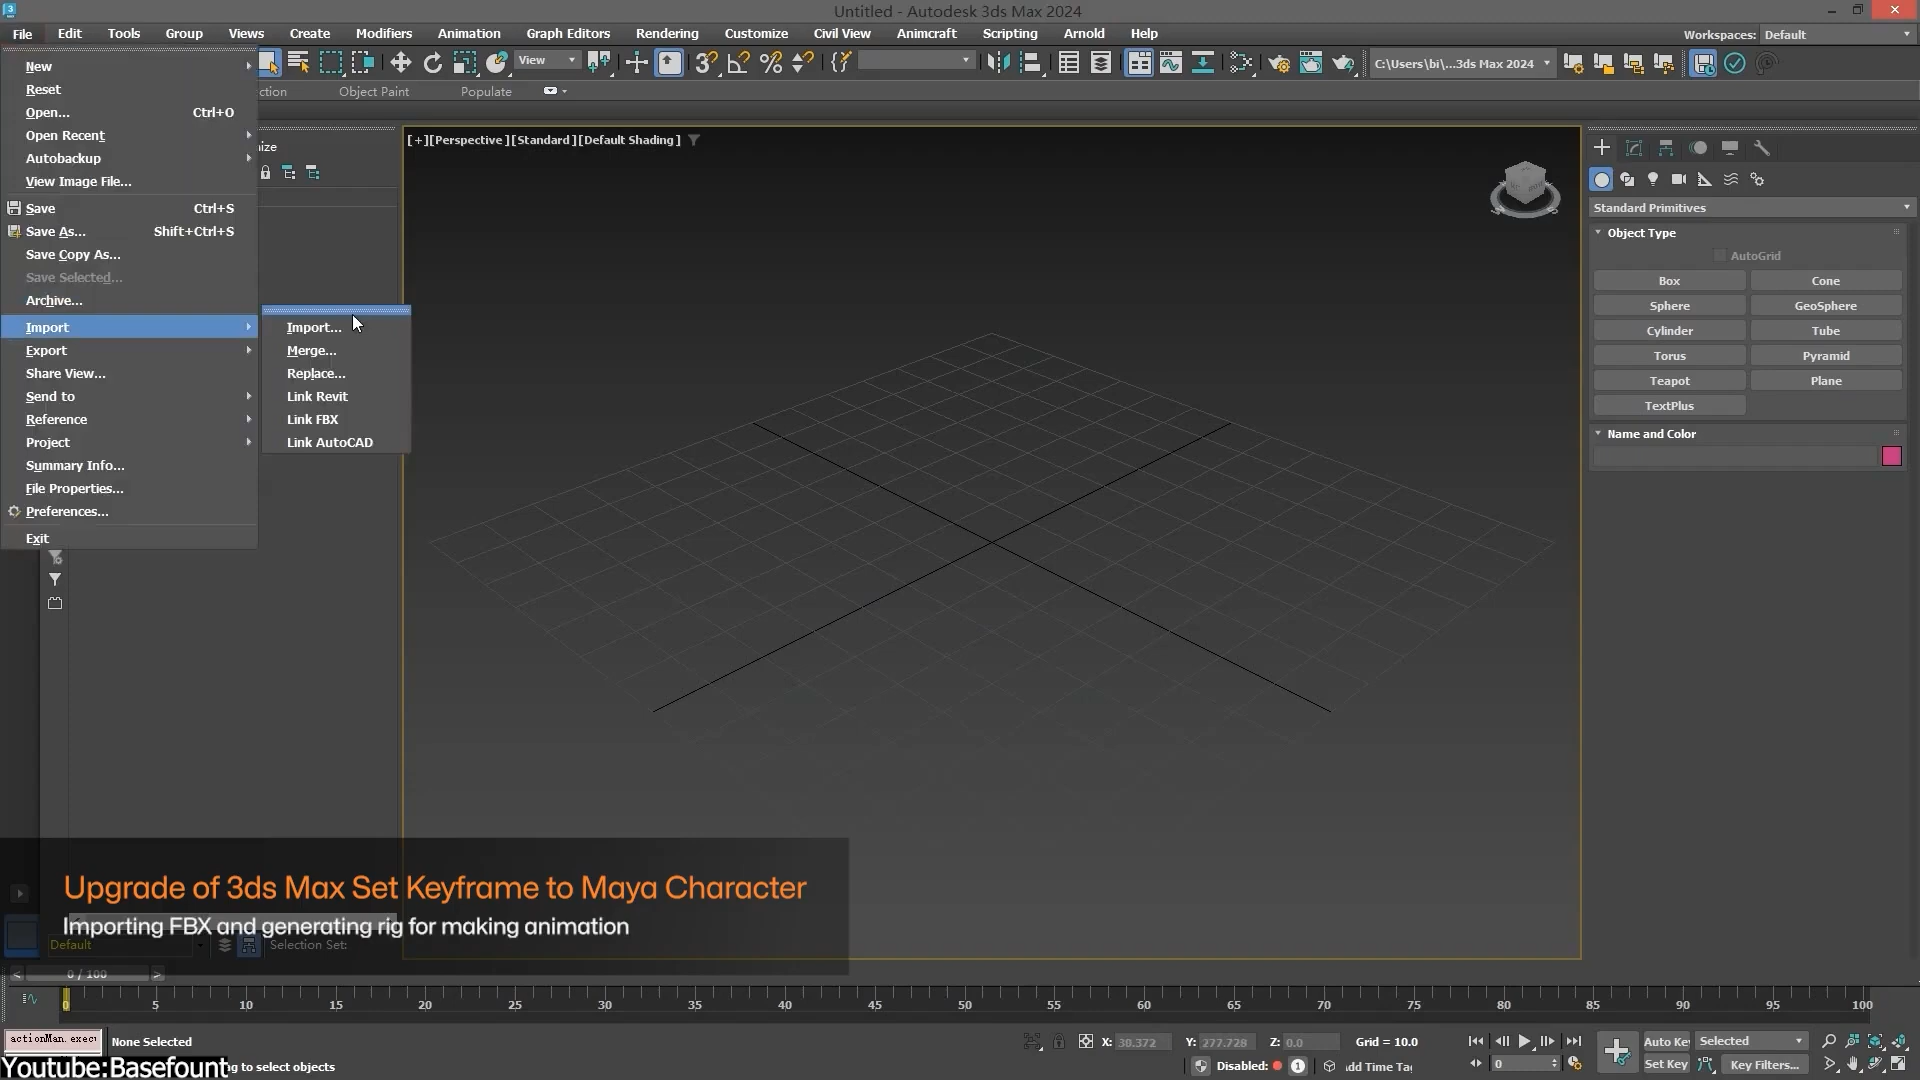 Untitled - Autodesk 3ds Max 2024
File Edit Tools Group Views Create Modifiers Animation Graph Editors Rendering Customize Civil View Animcraft Scripting Arnold Help
Workspaces: Default
View
C:\Users\bi\...3ds Max 2024
ction Object Paint Populate
New
Reset
Open... Ctrl+O
Open Recent
Autobackup
View Image File...
Save Ctrl+S
Save As... Shift+Ctrl+S
Save Copy As...
Save Selected...
Archive...
Import
Export
Share View...
Send to
Reference
Project
Summary Info...
File Properties...
Preferences...
Exit
Import...
Merge...
Replace...
Link Revit
Link FBX
Link AutoCAD
ize
[+][Perspective][Standard][Default Shading]
Standard Primitives
Object Type
AutoGrid
Box Cone
Sphere GeoSphere
Cylinder Tube
Torus Pyramid
Teapot Plane
TextPlus
Name and Color
Upgrade of 3ds Max Set Keyframe to Maya Character
Importing FBX and generating rig for making animation
Default Selection Set:
< 0 / 100 >
0 5 10 15 20 25 30 35 40 45 50 55 60 65 70 75 80 85 90 95 100
actionMan.execu
None Selected
X: 30.372 Y: 277.728 Z: 0.0 Grid = 10.0
Auto Key Selected
Youtube:Basefount
g to select objects
Disabled: 1 Add Time Tag
0
Set Key Key Filters...